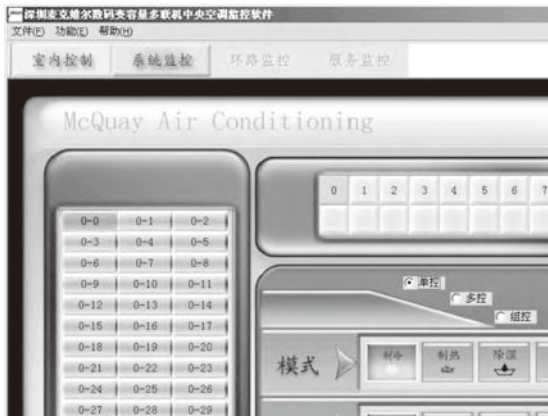 深圳麦克维尔数码变容量多联机中央空调监控软件
文件(F) 功能(E) 帮助(H)
室内控制 系统监控 环路监控 服务监控
McQuay Air Conditioning
0 1 2 3 4 5 6 7
0-0 0-1 0-2
0-3 0-4 0-5
0-6 0-7 0-8
0-9 0-10 0-11
0-12 0-13 0-14
0-15 0-16 0-17
0-18 0-19 0-20
0-21 0-22 0-23
0-24 0-25 0-26
0-27 0-28 0-29
单控
多控
组控
模式 制冷 制热 除湿